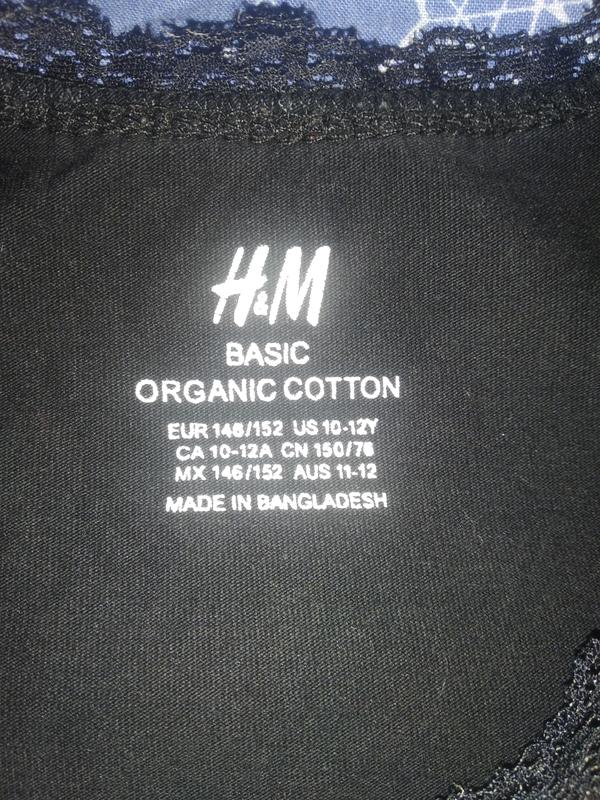 H&M
BASIC
ORGANIC COTTON
EUR 146/152 US 10-12Y
CA 10-12A CN 150/76
MX 146/152 AUS 11-12
MADE IN BANGLADESH